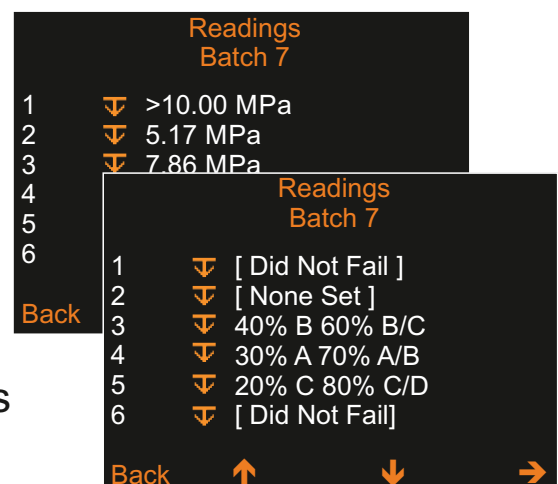 Readings
Batch 7
1 >10.00 MPa
2 5.17 MPa
3 7.86 MPa
4
5
6
Back
Readings
Batch 7
1 [ Did Not Fail ]
2 [ None Set ]
3 40% B 60% B/C
4 30% A 70% A/B
5 20% C 80% C/D
6 [ Did Not Fail]
Back
s